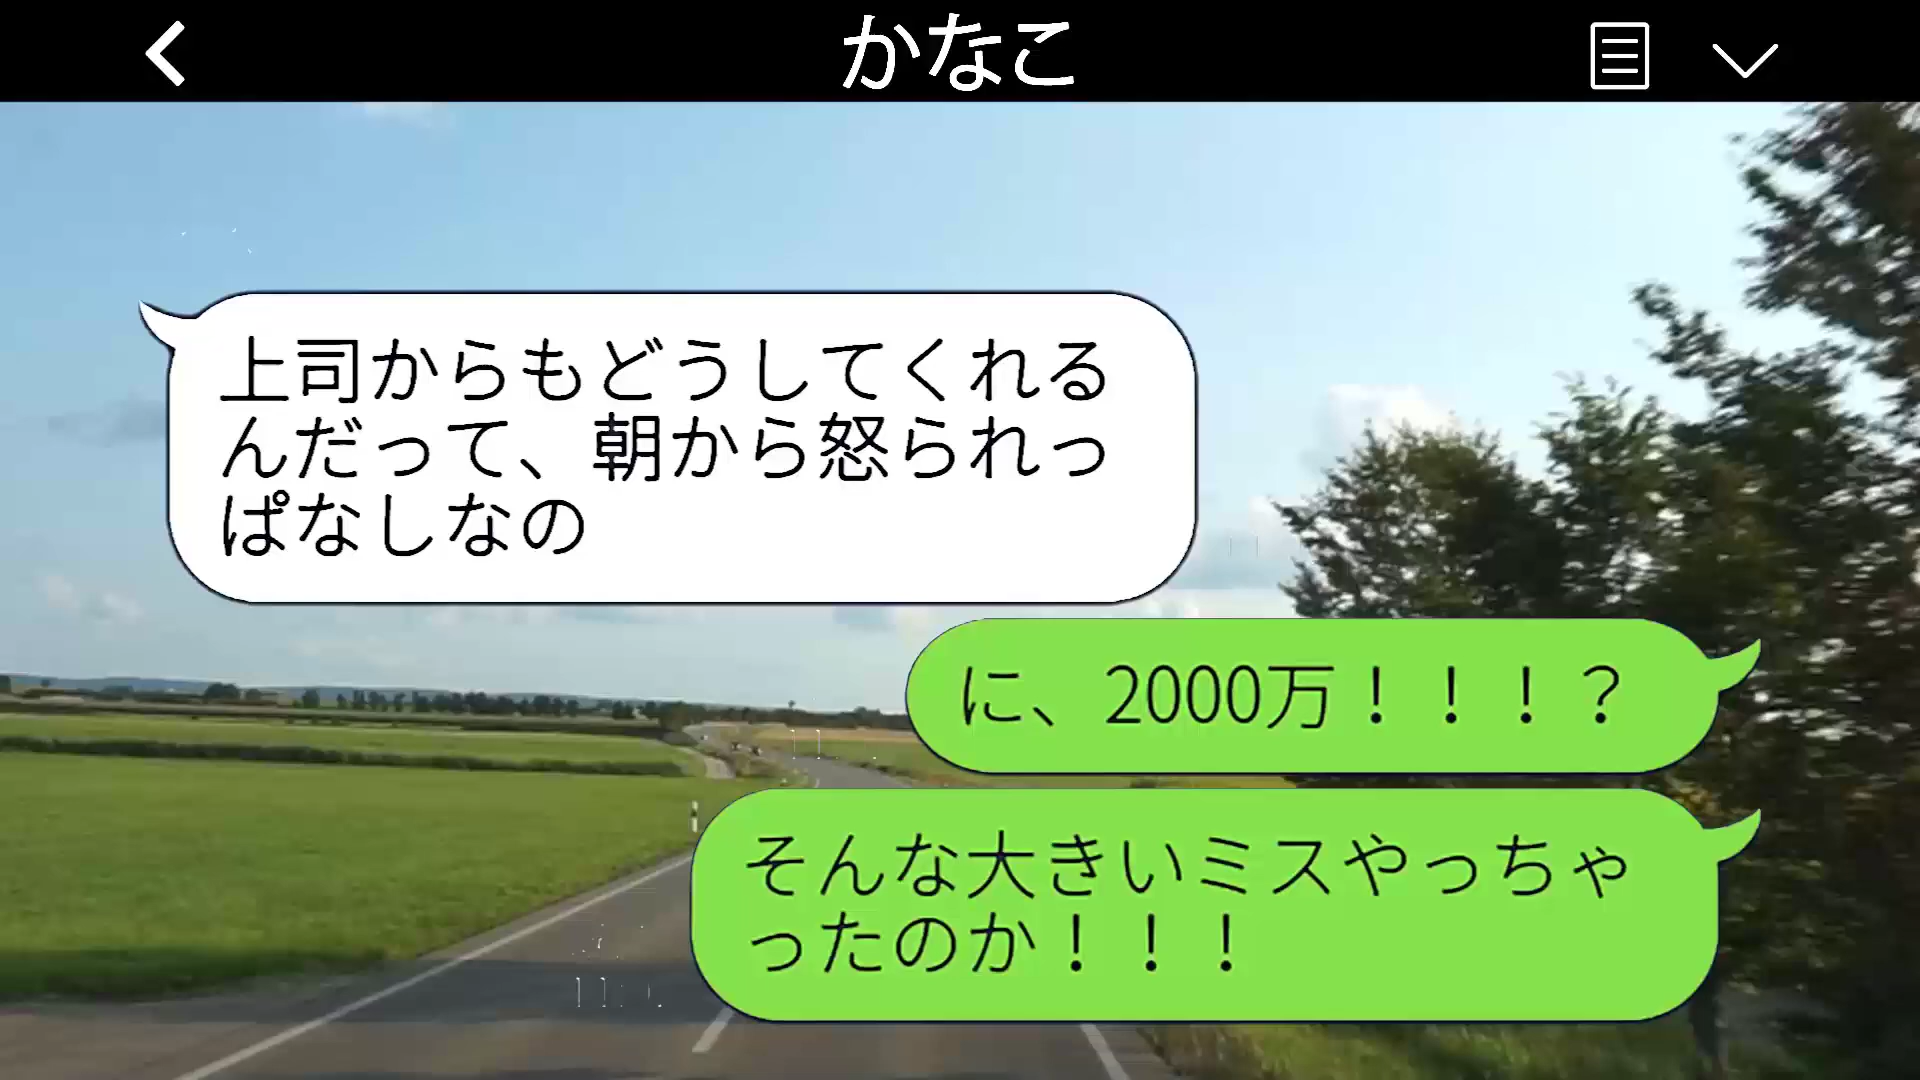 かなこ
上司からもどうしてくれる
んだって、朝から怒られっ
ぱなしなの
に、2000万！！！？
そんな大きいミスやっちゃ
ったのか！！！